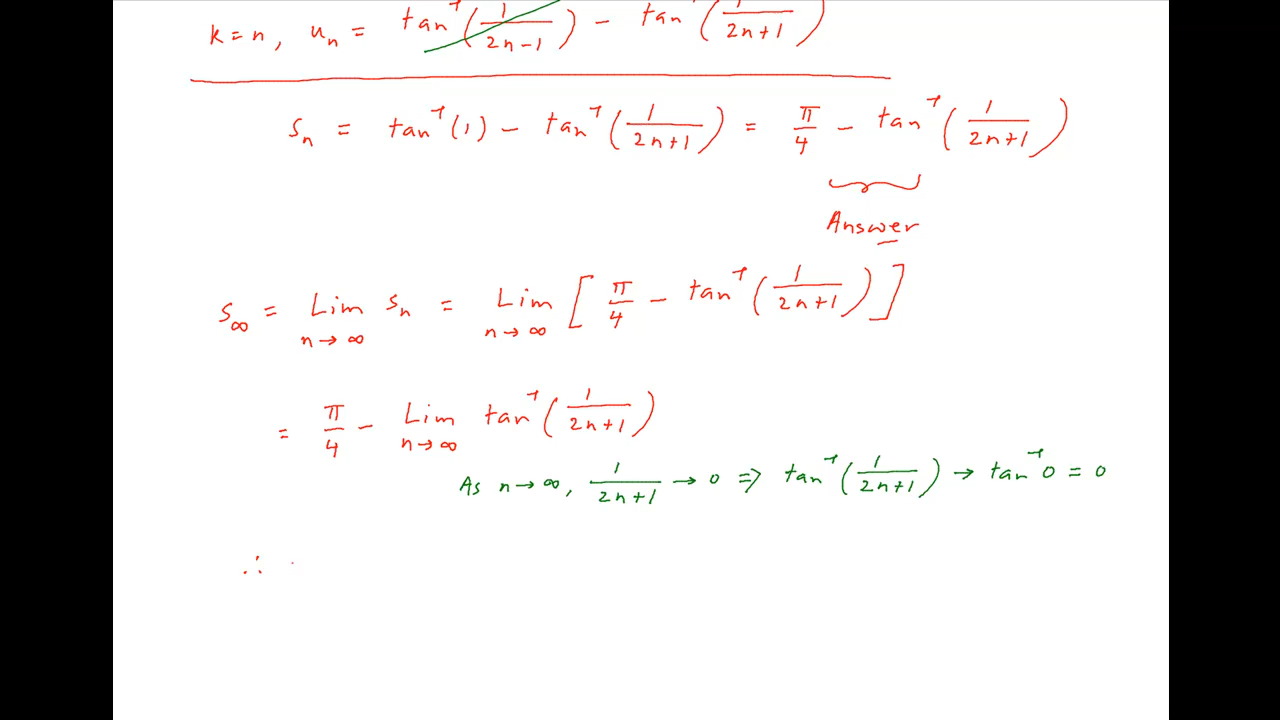 k = n, u_n = tan⁻¹(1/(2n-1)) - tan⁻¹(1/(2n+1))
S_n = tan⁻¹(1) - tan⁻¹(1/(2n+1)) = π/4 - tan⁻¹(1/(2n+1))
Answer
S_∞ = Lim_{n→∞} S_n = Lim_{n→∞} [π/4 - tan⁻¹(1/(2n+1))]
= π/4 - Lim_{n→∞} tan⁻¹(1/(2n+1))
As n→∞, 1/(2n+1) → 0 ⇒ tan⁻¹(1/(2n+1)) → tan⁻¹ 0 = 0
∴